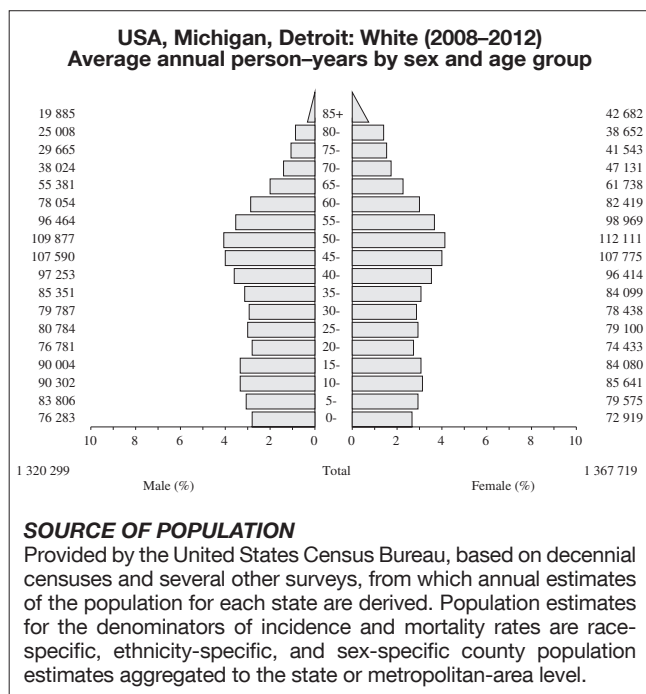 USA, Michigan, Detroit: White (2008–2012)
Average annual person–years by sex and age group
19 885 85+ 42 682
25 008 80- 38 652
29 665 75- 41 543
38 024 70- 47 131
55 381 65- 61 738
78 054 60- 82 419
96 464 55- 98 969
109 877 50- 112 111
107 590 45- 107 775
97 253 40- 96 414
85 351 35- 84 099
79 787 30- 78 438
80 784 25- 79 100
76 781 20- 74 433
90 004 15- 84 080
90 302 10- 85 641
83 806 5- 79 575
76 283 0- 72 919
10 8 6 4 2 0 0 2 4 6 8 10
1 320 299 Total 1 367 719
Male (%) Female (%)
SOURCE OF POPULATION
Provided by the United States Census Bureau, based on decennial
censuses and several other surveys, from which annual estimates
of the population for each state are derived. Population estimates
for the denominators of incidence and mortality rates are race-
specific, ethnicity-specific, and sex-specific county population
estimates aggregated to the state or metropolitan-area level.